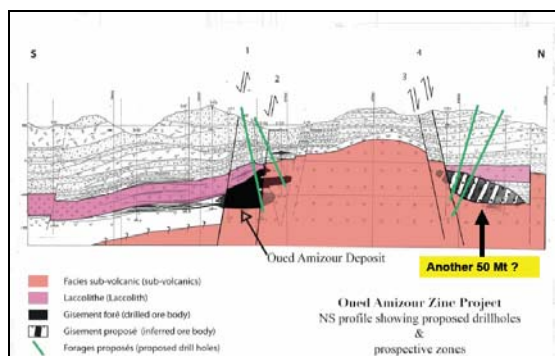 S
N
1
2
3
4
Oued Amizour Deposit
Another 50 Mt ?
Facies sub-volcanic (sub-volcanics)
Laccolithe (Laccolith)
Gisement foré (drilled ore body)
Gisement proposé (inferred ore body)
Forages proposés (proposed drill holes)
Oued Amizour Zinc Project
NS profile showing proposed drillholes
&
prospective zones